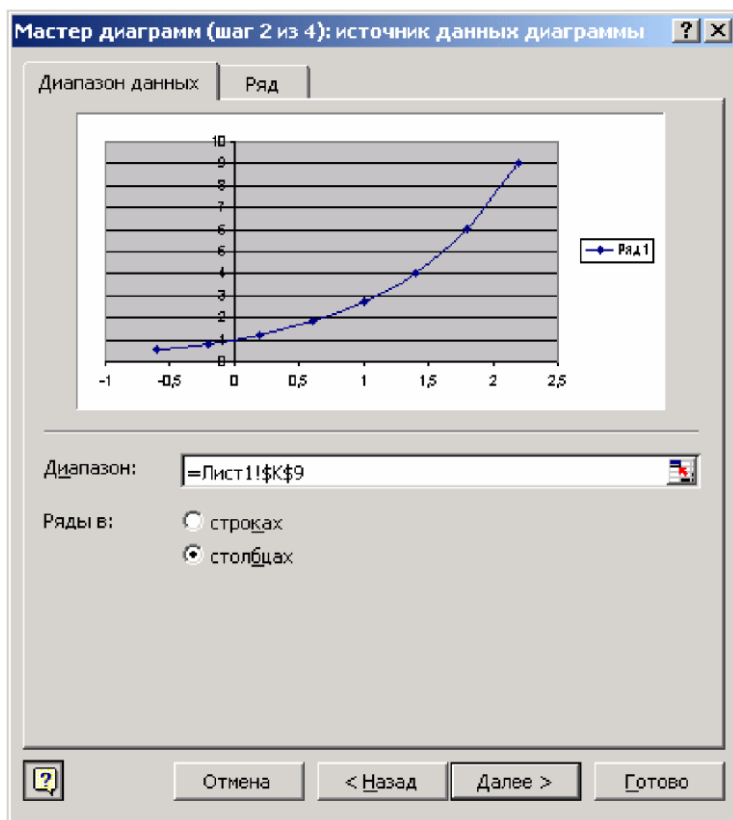 Мастер диаграмм (шаг 2 из 4): источник данных диаграммы
Диапазон данных Ряд
10
9
8
7
6
5
4
3
2
1
0
-1 -0,5 0 0,5 1 1,5 2 2,5
Ряд1
Диапазон: =Лист1!$K$9
Ряды в: строках
столбцах
Отмена < Назад Далее > Готово